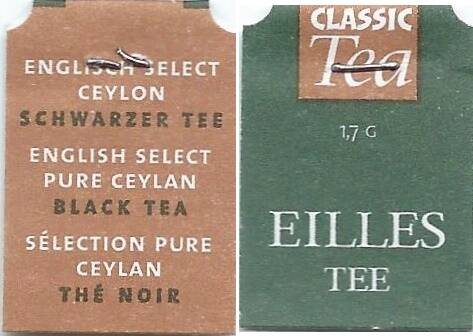 ENGLISCH SELECT
CEYLON
SCHWARZER TEE
ENGLISH SELECT
PURE CEYLAN
BLACK TEA
SÉLECTION PURE
CEYLAN
THÉ NOIR
CLASSIC
Tea
1,7 G
EILLES
TEE